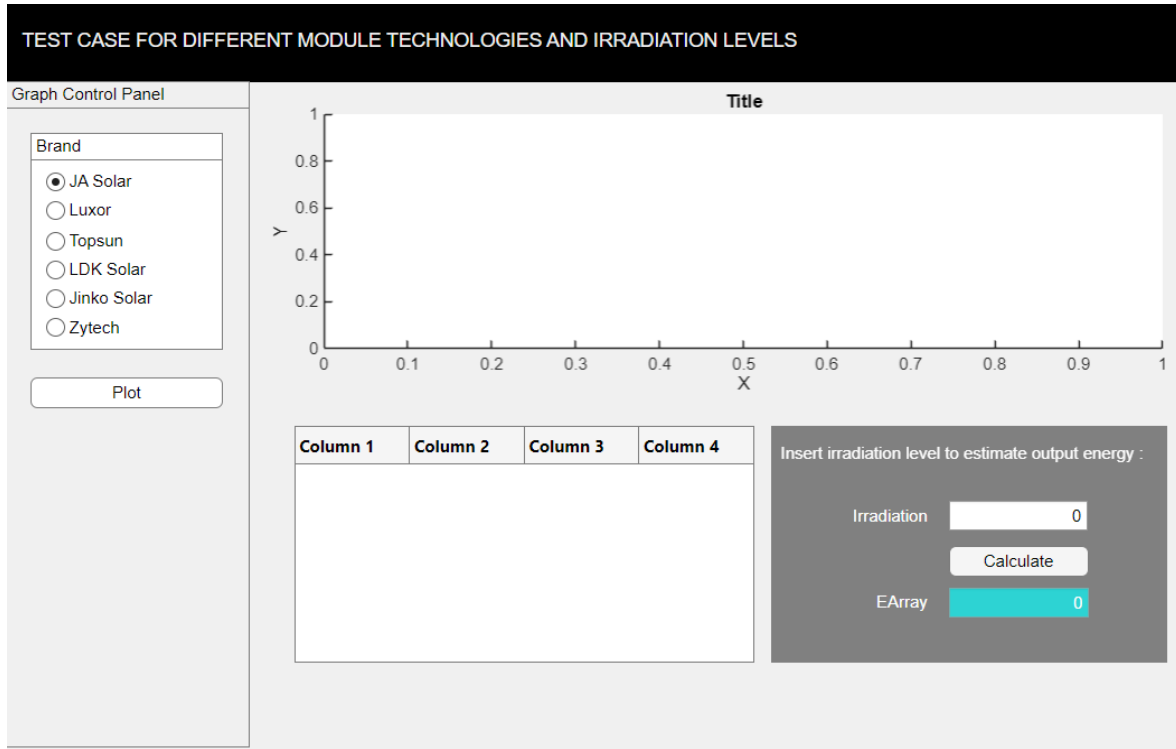 TEST CASE FOR DIFFERENT MODULE TECHNOLOGIES AND IRRADIATION LEVELS
Graph Control Panel
Brand
JA Solar
Luxor
Topsun
LDK Solar
Jinko Solar
Zytech
Plot
Title
1
0.8
0.6
0.4
0.2
0
Y
0 0.1 0.2 0.3 0.4 0.5 0.6 0.7 0.8 0.9 1
X
Column 1 Column 2 Column 3 Column 4
Insert irradiation level to estimate output energy :
Irradiation 0
Calculate
EArray 0